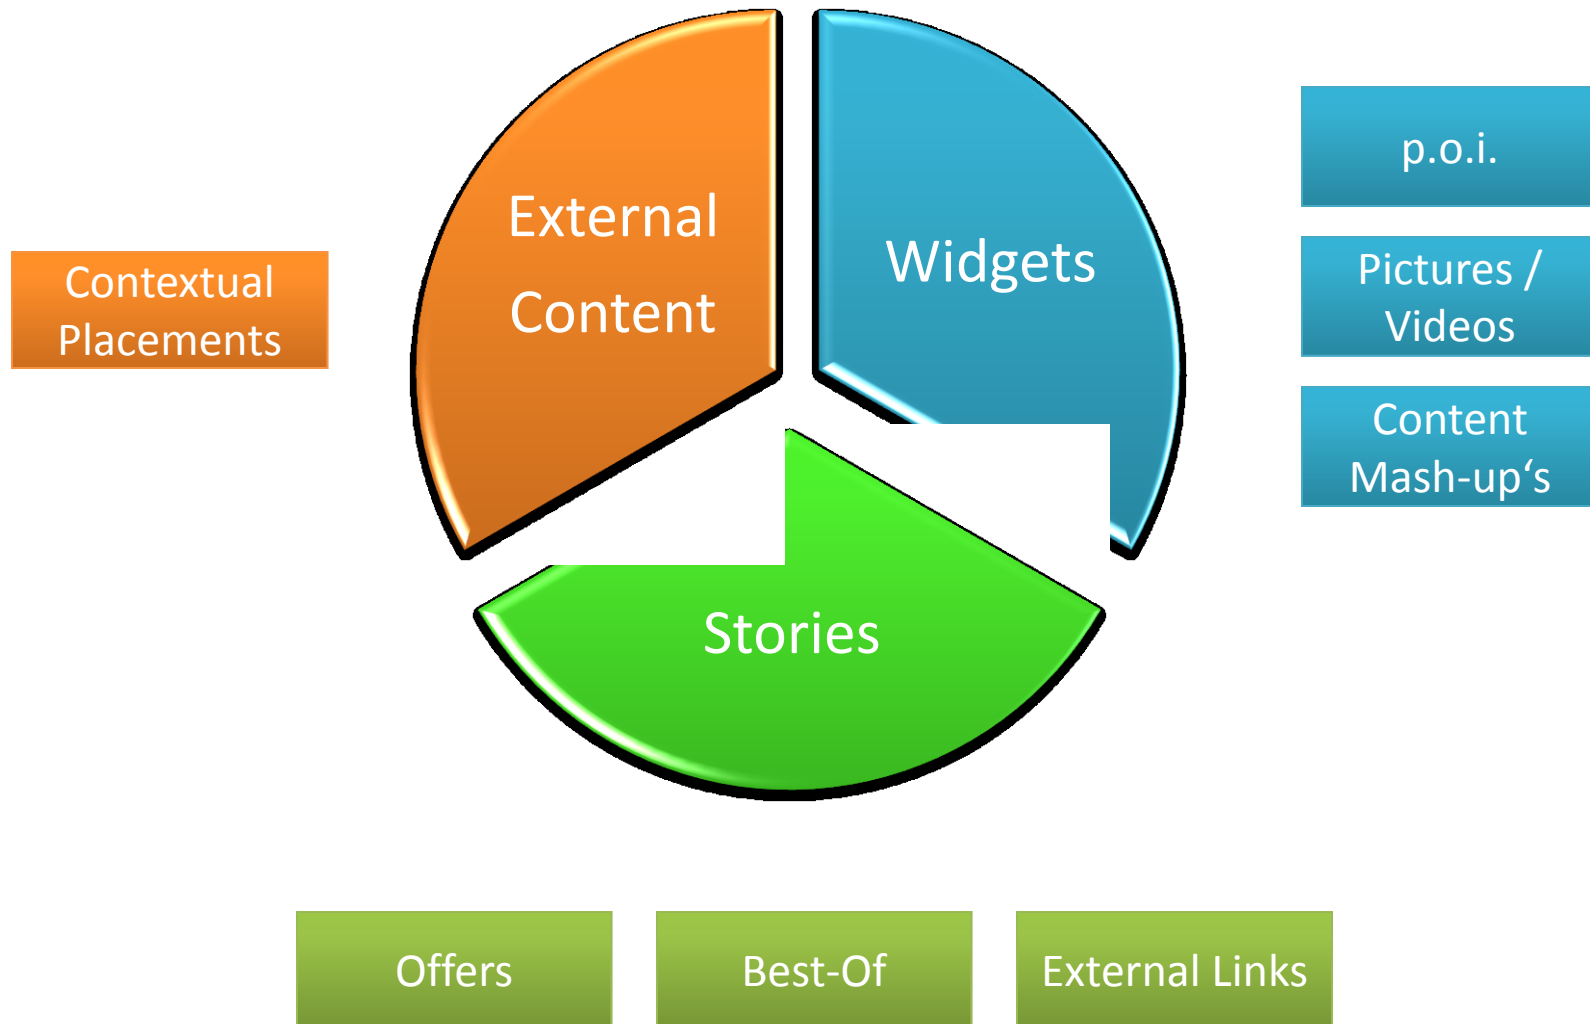 External
Content
Widgets
Stories
Contextual
Placements
p.o.i.
Pictures /
Videos
Content
Mash-up‘s
Offers
Best-Of
External Links